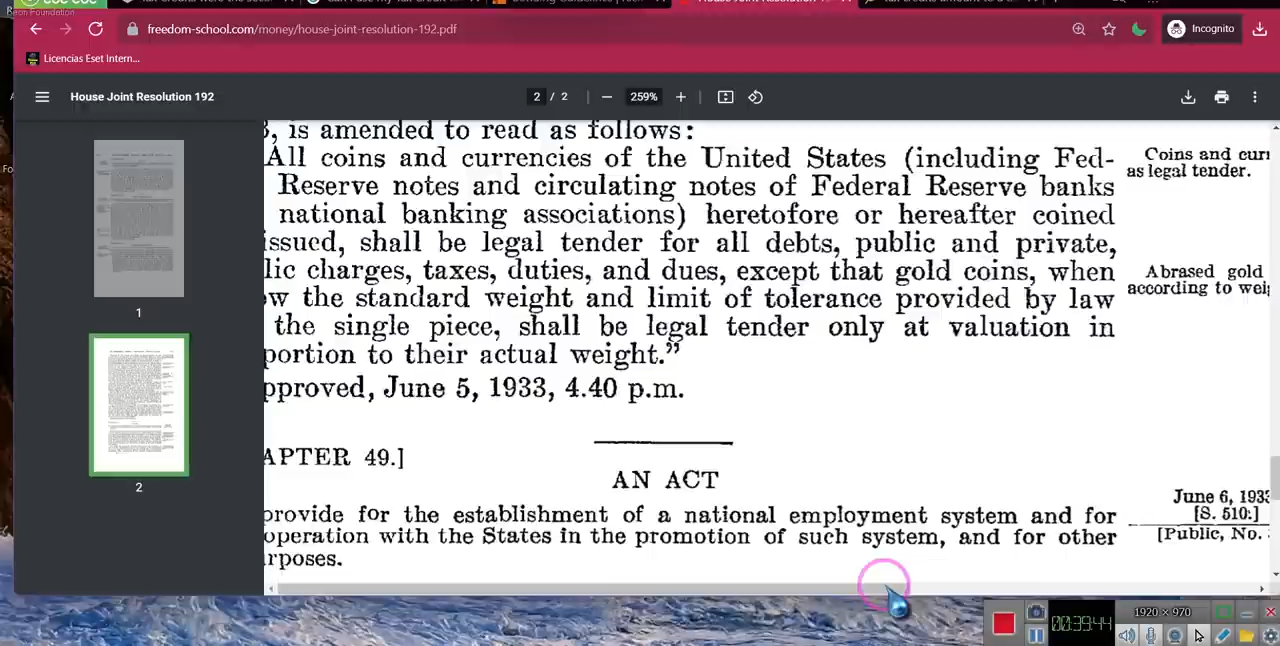 Incognito
freedom-school.com/money/house-joint-resolution-192.pdf
Licencias Eset Intern...
House Joint Resolution 192
2 / 2
259%
3, is amended to read as follows:
All coins and currencies of the United States (including Fed-
Reserve notes and circulating notes of Federal Reserve banks
national banking associations) heretofore or hereafter coined
issued, shall be legal tender for all debts, public and private,
lic charges, taxes, duties, and dues, except that gold coins, when
w the standard weight and limit of tolerance provided by law
the single piece, shall be legal tender only at valuation in
portion to their actual weight.”
pproved, June 5, 1933, 4.40 p.m.
Coins and curr
as legal tender.
Abrased gold
according to weig
APTER 49.]
AN ACT
provide for the establishment of a national employment system and for
operation with the States in the promotion of such system, and for other
rposes.
June 6, 1933
[S. 510.]
[Public, No.
1
2
1920 × 970
00:39:44